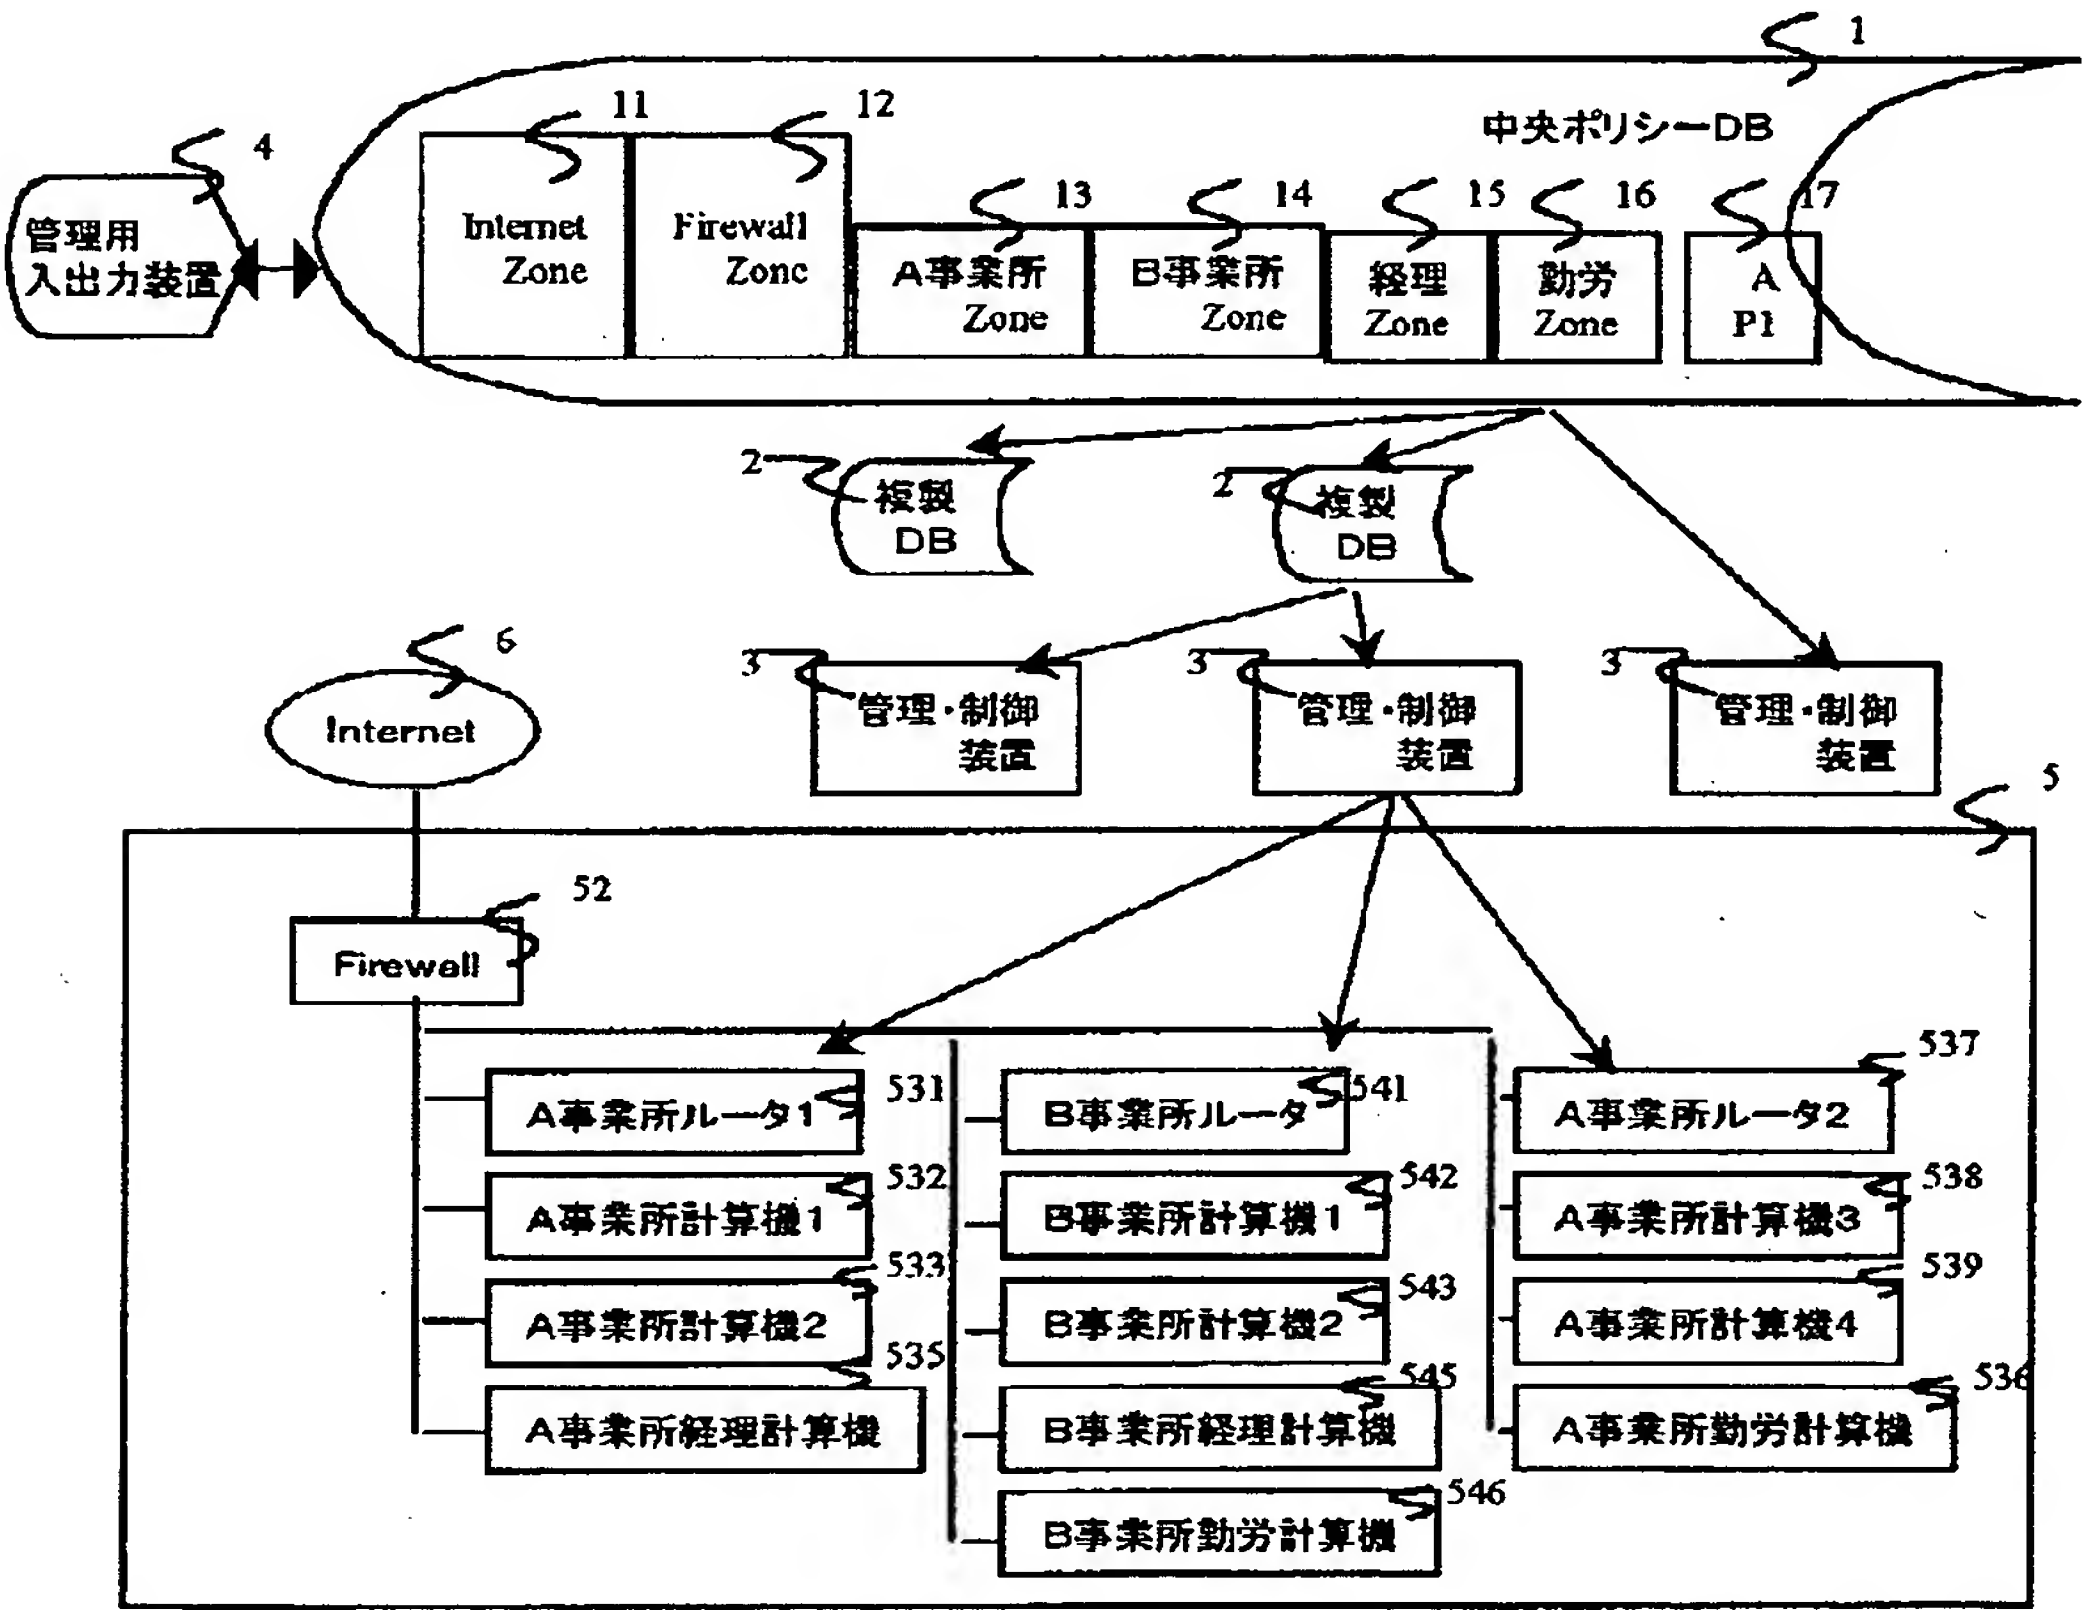 1
中央ポリシーDB
11
12
4
管理用
入出力装置
Internet
Zone
Firewall
Zone
13
14
15
16
17
A事業所
Zone
B事業所
Zone
経理
Zone
勤労
Zone
A
P1
2
複製
DB
2
複製
DB
6
Internet
3
管理・制御
装置
3
管理・制御
装置
3
管理・制御
装置
5
52
Firewall
531
A事業所ルータ1
532
A事業所計算機1
533
A事業所計算機2
535
A事業所経理計算機
541
B事業所ルータ
542
B事業所計算機1
543
B事業所計算機2
545
B事業所経理計算機
546
B事業所勤労計算機
537
A事業所ルータ2
538
A事業所計算機3
539
A事業所計算機4
536
A事業所勤労計算機